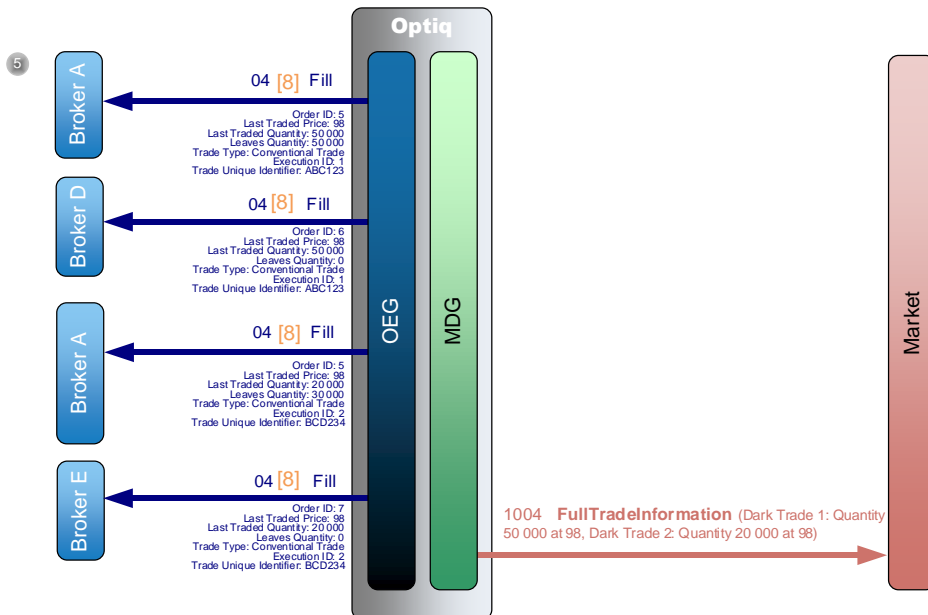 Optiq
5
Broker A
04 [8] Fill
Order ID: 5
Last Traded Price: 98
Last Traded Quantity: 50 000
Leaves Quantity: 50 000
Trade Type: Conventional Trade
Execution ID: 1
Trade Unique Identifier: ABC123
Broker D
04 [8] Fill
Order ID: 6
Last Traded Price: 98
Last Traded Quantity: 50 000
Leaves Quantity: 0
Trade Type: Conventional Trade
Execution ID: 1
Trade Unique Identifier: ABC123
Broker A
04 [8] Fill
Order ID: 5
Last Traded Price: 98
Last Traded Quantity: 20 000
Leaves Quantity: 30 000
Trade Type: Conventional Trade
Execution ID: 2
Trade Unique Identifier: BCD234
Broker E
04 [8] Fill
Order ID: 7
Last Traded Price: 98
Last Traded Quantity: 20 000
Leaves Quantity: 0
Trade Type: Conventional Trade
Execution ID: 2
Trade Unique Identifier: BCD234
OEG
MDG
1004 FullTradeInformation (Dark Trade 1: Quantity
50 000 at 98, Dark Trade 2: Quantity 20 000 at 98)
Market